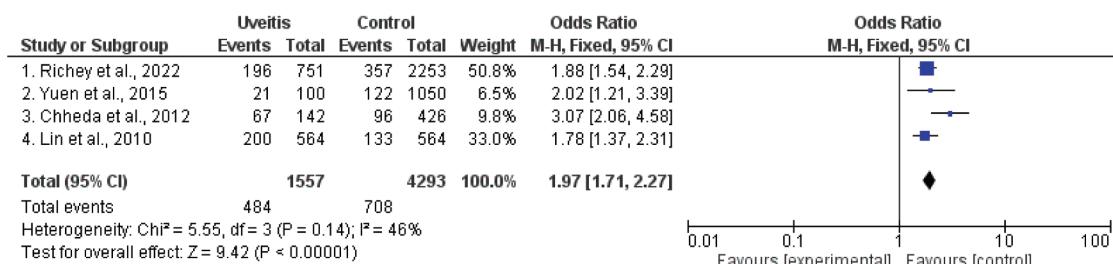 Uveitis Control Odds Ratio Odds Ratio
Study or Subgroup Events Total Events Total Weight M-H, Fixed, 95% CI M-H, Fixed, 95% CI
1. Richey et al., 2022 196 751 357 2253 50.8% 1.88 [1.54, 2.29]
2. Yuen et al., 2015 21 100 122 1050 6.5% 2.02 [1.21, 3.39]
3. Chheda et al., 2012 67 142 96 426 9.8% 3.07 [2.06, 4.58]
4. Lin et al., 2010 200 564 133 564 33.0% 1.78 [1.37, 2.31]
Total (95% CI) 1557 4293 100.0% 1.97 [1.71, 2.27]
Total events 484 708
Heterogeneity: Chi² = 5.55, df = 3 (P = 0.14); I² = 46%
Test for overall effect: Z = 9.42 (P < 0.00001)
0.01 0.1 1 10 100
Favours [experimental] Favours [control]